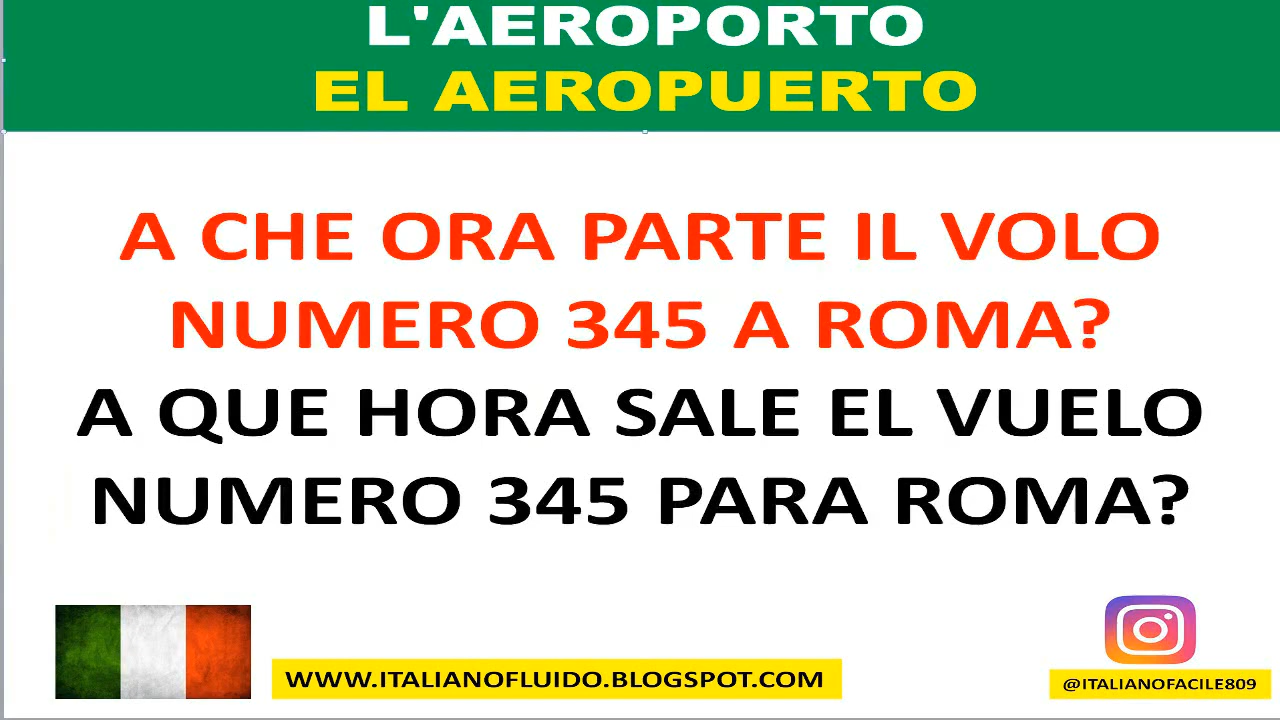 L'AEROPORTO
EL AEROPUERTO
A CHE ORA PARTE IL VOLO
NUMERO 345 A ROMA?
A QUE HORA SALE EL VUELO
NUMERO 345 PARA ROMA?
WWW.ITALIANOFLUIDO.BLOGSPOT.COM
@ITALIANOFACILE809